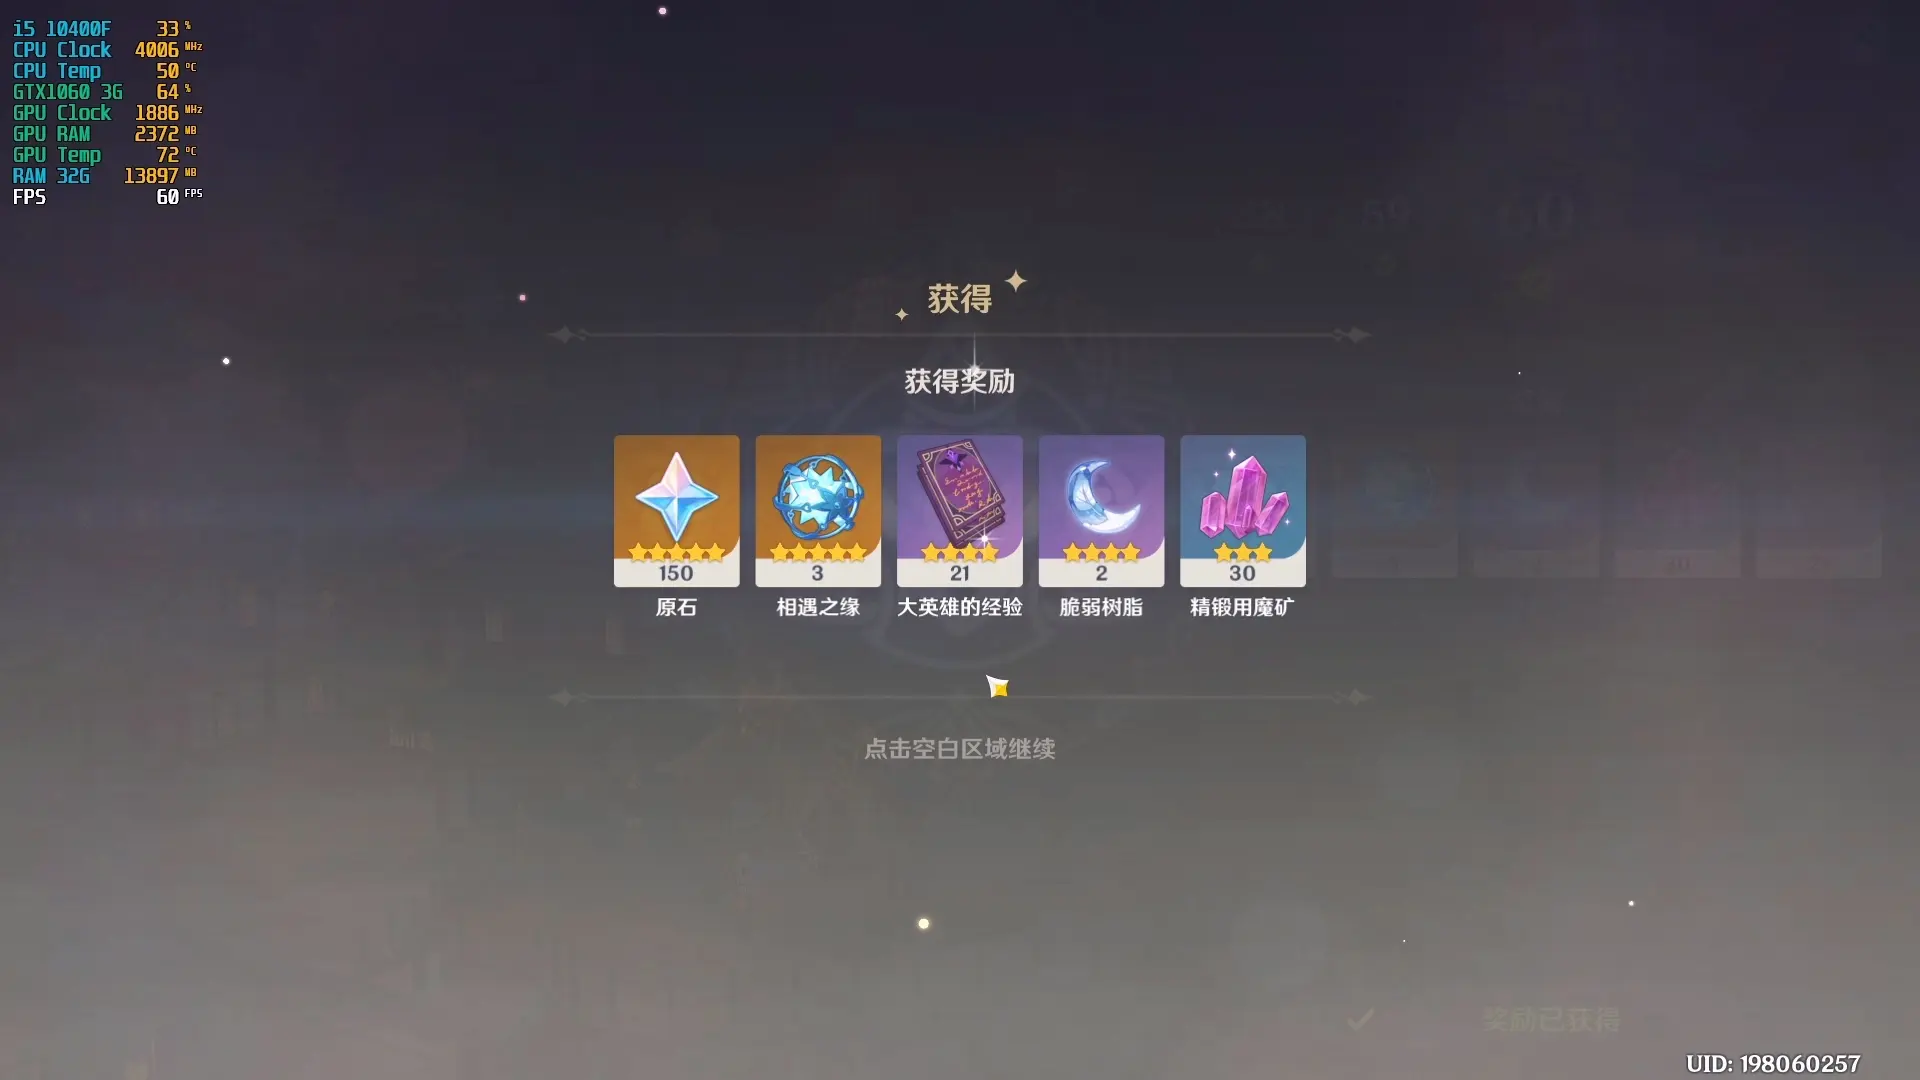 i5 10400F 33 %
CPU Clock 4006 MHz
CPU Temp 50 °C
GTX1060 3G 64 %
GPU Clock 1886 MHz
GPU RAM 2372 MB
GPU Temp 72 °C
RAM 32G 13897 MB
FPS 60 FPS
获得
获得奖励
150 3 21 2 30
原石 相遇之缘 大英雄的经验 脆弱树脂 精锻用魔矿
点击空白区域继续
奖励已获得
UID: 198060257